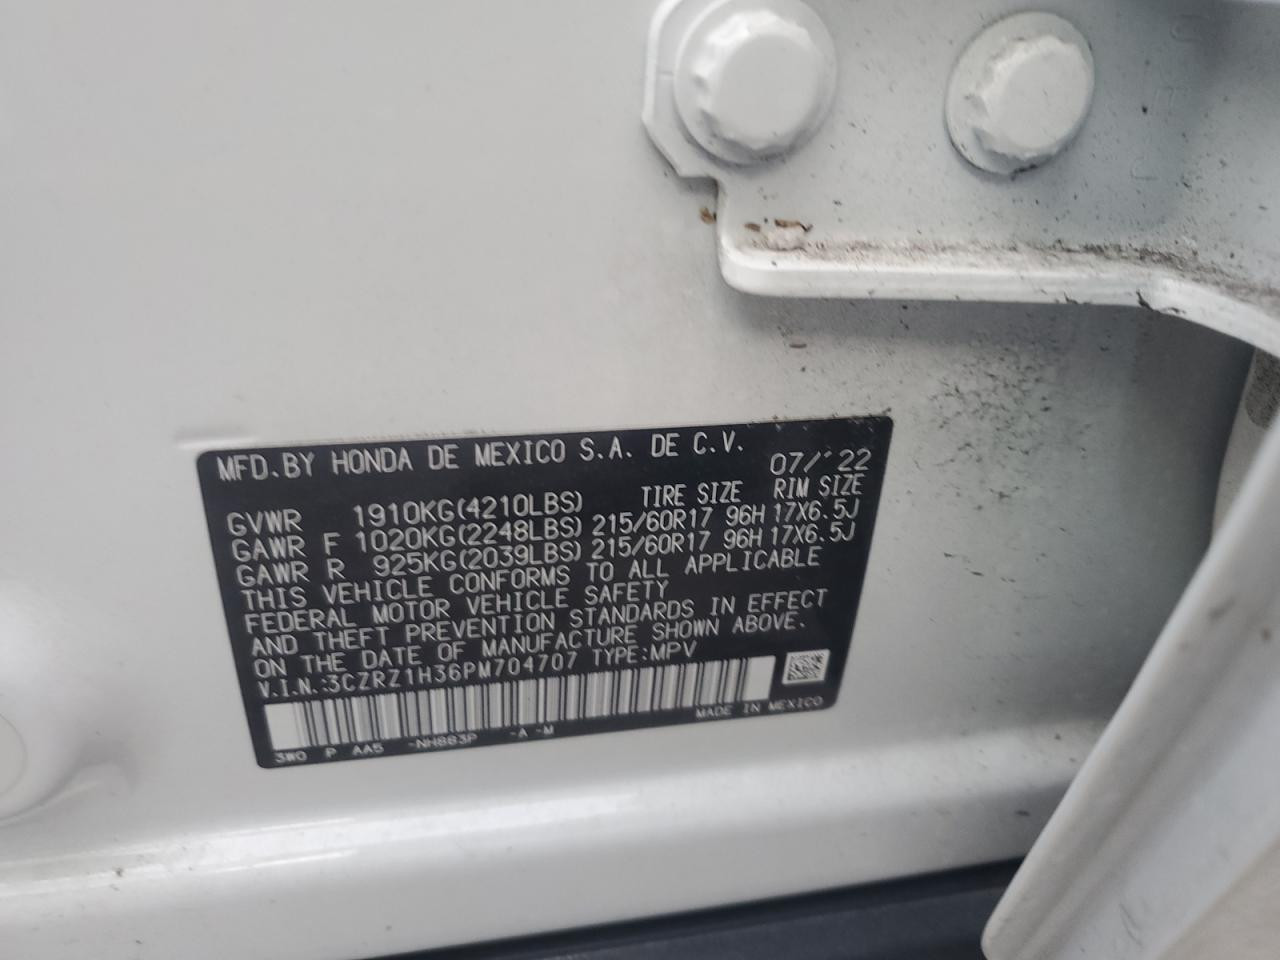 MFD.BY HONDA DE MEXICO S.A. DE C.V. 07/'22
TIRE SIZE RIM SIZE
GVWR 1910KG(4210LBS)
GAWR F 1020KG(2248LBS) 215/60R17 96H 17X6.5J
GAWR R 925KG(2039LBS) 215/60R17 96H 17X6.5J
THIS VEHICLE CONFORMS TO ALL APPLICABLE
FEDERAL MOTOR VEHICLE SAFETY
AND THEFT PREVENTION STANDARDS IN EFFECT
ON THE DATE OF MANUFACTURE SHOWN ABOVE.
V.I.N.:3CZRZ1H36PM704707 TYPE:MPV
3W0 P AA5 -NH883P -A -M MADE IN MEXICO